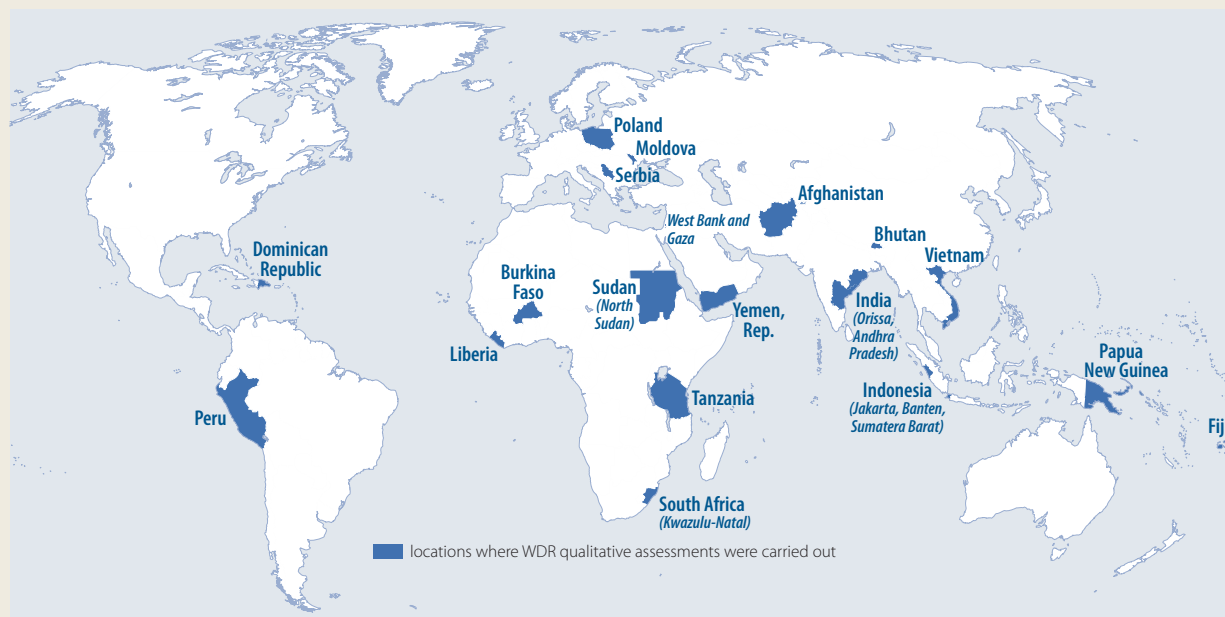 Poland
Moldova
Serbia
Afghanistan
West Bank and
Gaza
Bhutan
Vietnam
Dominican
Republic
Burkina
Faso
Sudan
(North
Sudan)
Yemen,
Rep.
India
(Orissa,
Andhra
Pradesh)
Liberia
Papua
New Guinea
Peru
Tanzania
Indonesia
(Jakarta, Banten,
Sumatera Barat)
Fij
South Africa
(Kwazulu-Natal)
locations where WDR qualitative assessments were carried out